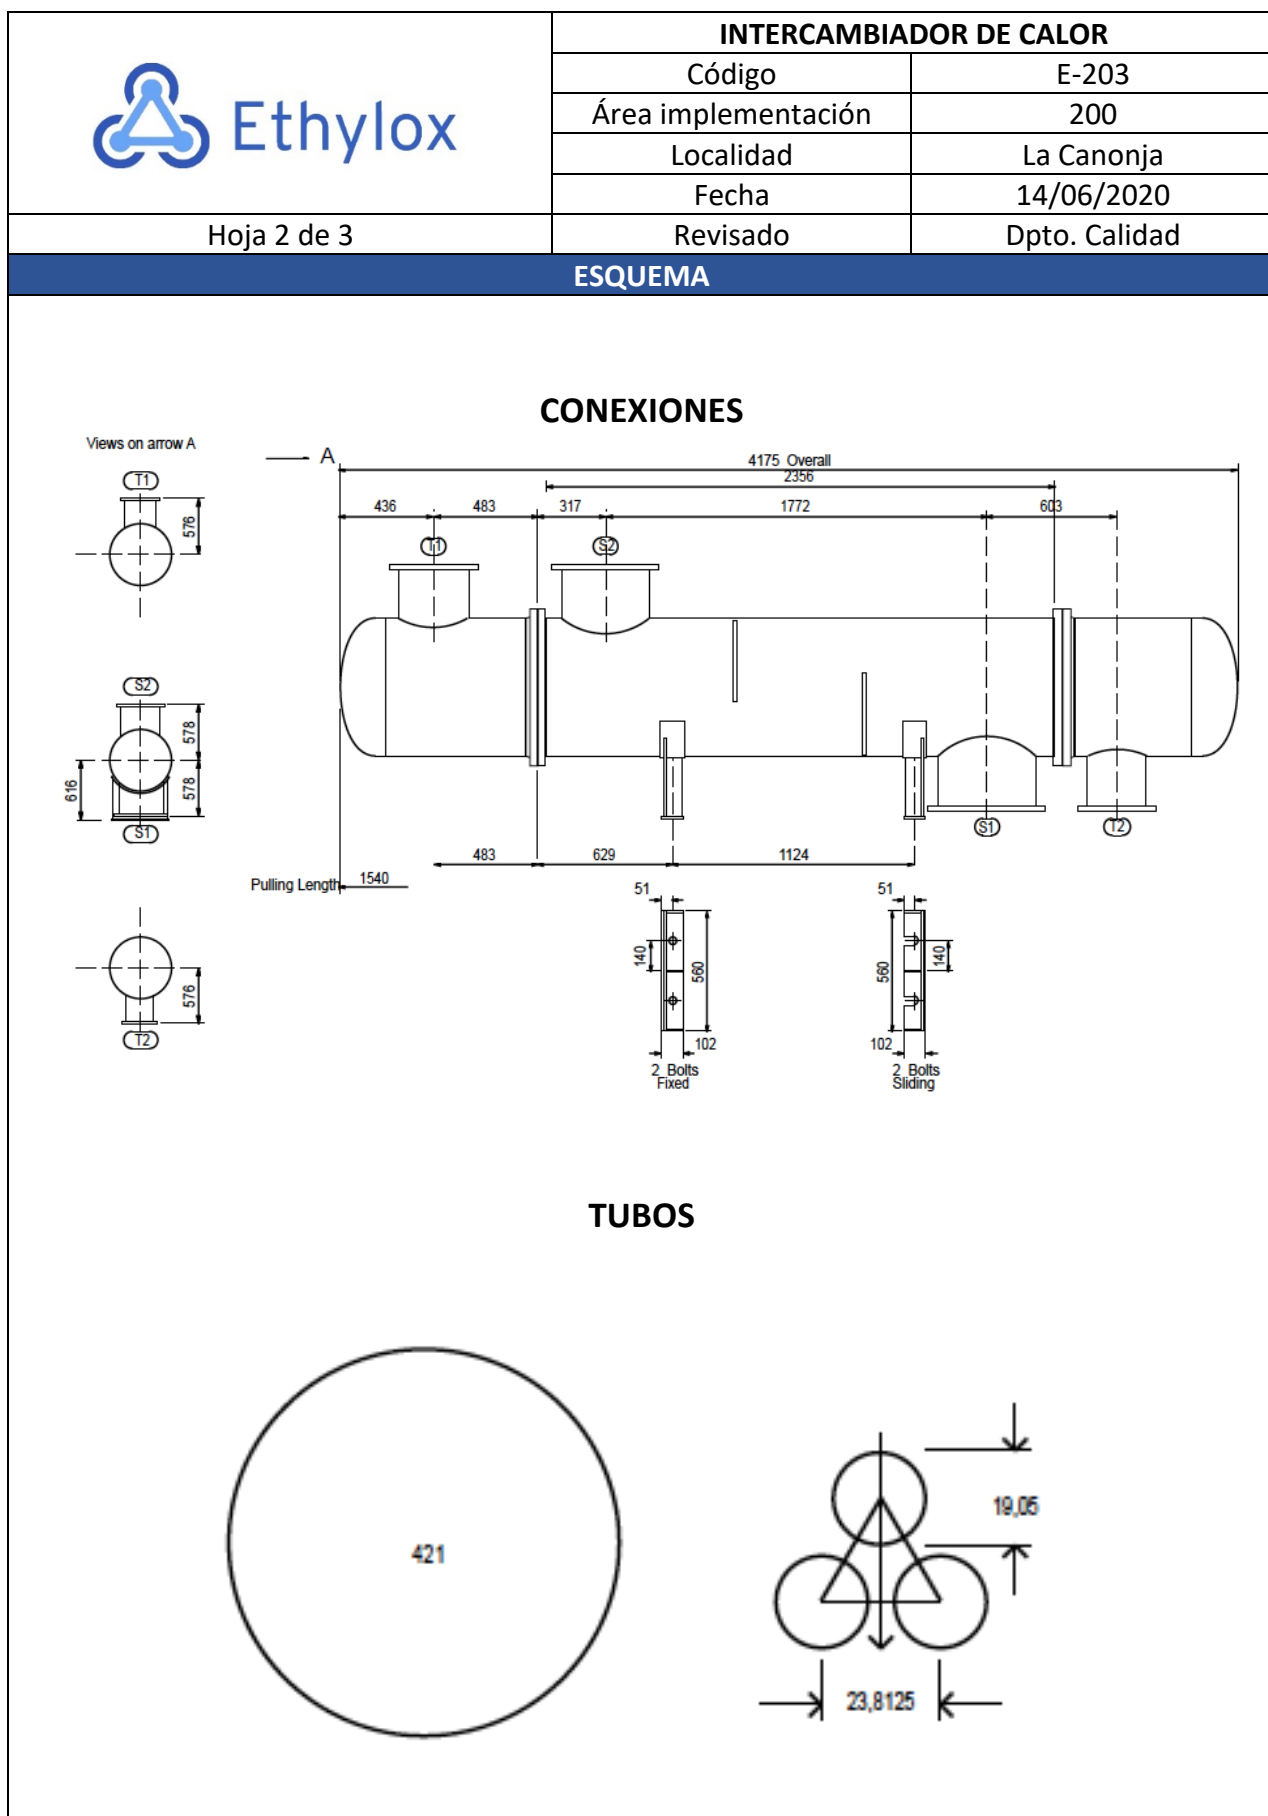 INTERCAMBIADOR DE CALOR
Ethylox
Código E-203
Área implementación 200
Localidad La Canonja
Fecha 14/06/2020
Hoja 2 de 3 Revisado Dpto. Calidad
ESQUEMA
CONEXIONES
Views on arrow A
A
4175 Overall
2356
436 483 317 1772 603
T1 S2
T1
576
S2
578
616
578
S1
S1 T2
483 629 1124
Pulling Length 1540
51 51
140 560 560 140
102 102
2 Bolts
Fixed
2 Bolts
Sliding
576
T2
TUBOS
421
19,05
23,8125